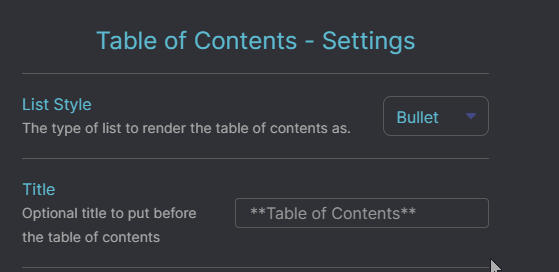 Table of Contents - Settings
List Style
The type of list to render the table of contents as.
Bullet
Title
Optional title to put before
the table of contents
**Table of Contents**